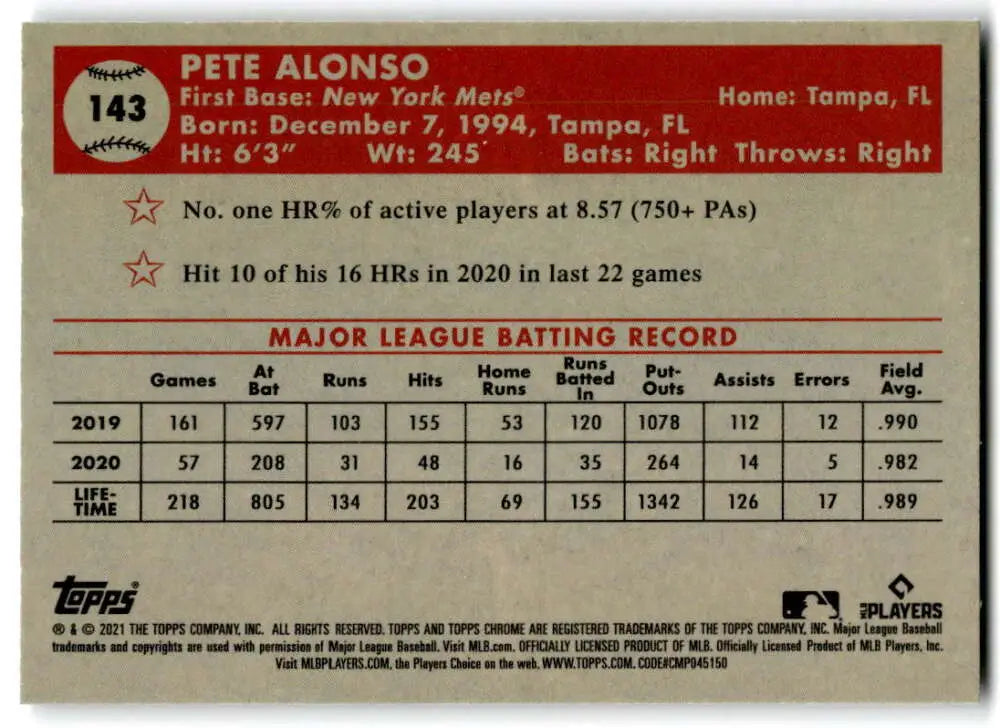 143
PETE ALONSO
First Base: New York Mets® Home: Tampa, FL
Born: December 7, 1994, Tampa, FL
Ht: 6'3" Wt: 245 Bats: Right Throws: Right
No. one HR% of active players at 8.57 (750+ PAs)
Hit 10 of his 16 HRs in 2020 in last 22 games
MAJOR LEAGUE BATTING RECORD
Games At Bat Runs Hits Home Runs Runs Batted In Put-Outs Assists Errors Field Avg.
2019 161 597 103 155 53 120 1078 112 12 .990
2020 57 208 31 48 16 35 264 14 5 .982
LIFE-TIME 218 805 134 203 69 155 1342 126 17 .989
topps®
MLB PLAYERS
® & © 2021 THE TOPPS COMPANY, INC. ALL RIGHTS RESERVED. TOPPS AND TOPPS CHROME ARE REGISTERED TRADEMARKS OF THE TOPPS COMPANY, INC. Major League Baseball
trademarks and copyrights are used with permission of Major League Baseball. Visit MLB.com. OFFICIALLY LICENSED PRODUCT OF MLB. Officially Licensed Product of MLB Players, Inc.
Visit MLBPLAYERS.COM, the Players Choice on the web. WWW.TOPPS.COM. CODE#CMP045150